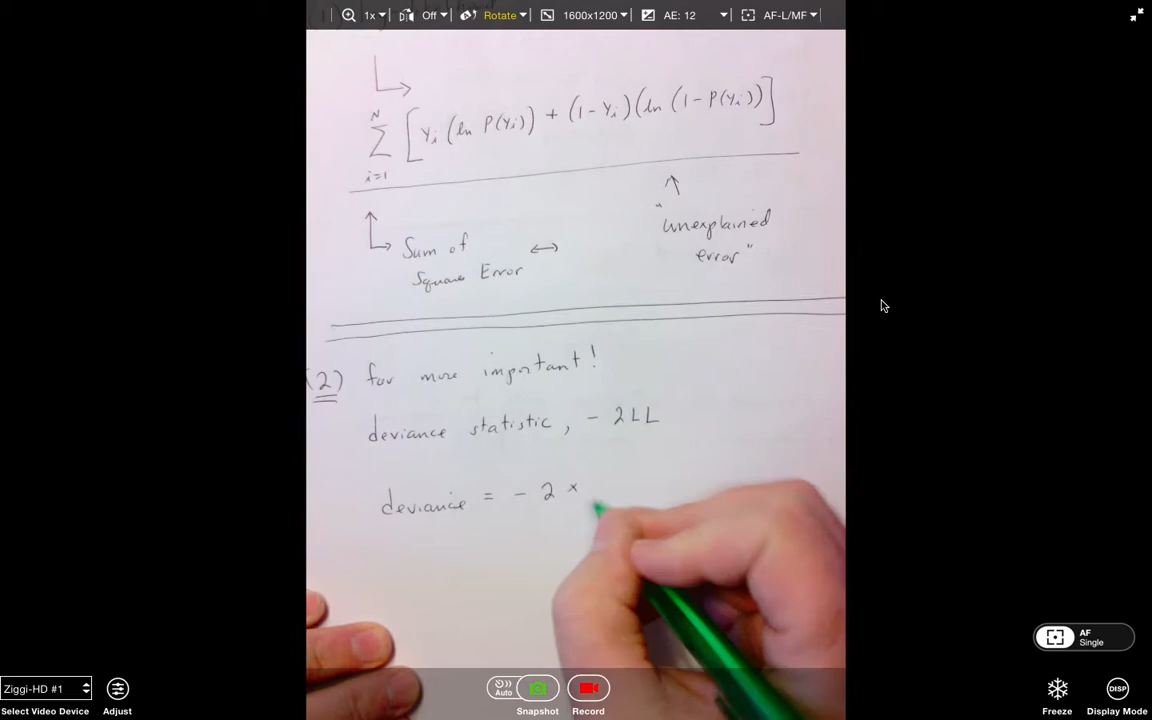 1x Off Rotate 1600x1200 AE: 12 AF-L/MF
N
Σ [Yi (ln P(Yi)) + (1-Yi)(ln (1-P(Yi))]
i=1
Sum of Square Error ↔
"unexplained error"
(2) far more important!
deviance statistic, - 2LL
deviance = - 2 ×
AF
Single
Ziggi-HD #1
Auto
Select Video Device Adjust Snapshot Record Freeze Display Mode
DISP